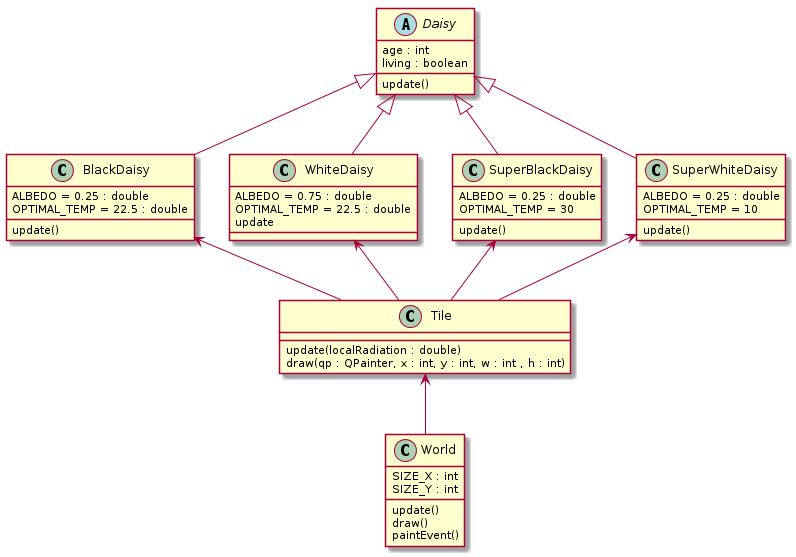 A Daisy
age : int
living : boolean
update()
C BlackDaisy
ALBEDO = 0.25 : double
OPTIMAL_TEMP = 22.5 : double
update()
C WhiteDaisy
ALBEDO = 0.75 : double
OPTIMAL_TEMP = 22.5 : double
update
C SuperBlackDaisy
ALBEDO = 0.25 : double
OPTIMAL_TEMP = 30
update()
C SuperWhiteDaisy
ALBEDO = 0.25 : double
OPTIMAL_TEMP = 10
update()
C Tile
update(localRadiation : double)
draw(qp : QPainter, x : int, y : int, w : int , h : int)
C World
SIZE_X : int
SIZE_Y : int
update()
draw()
paintEvent()